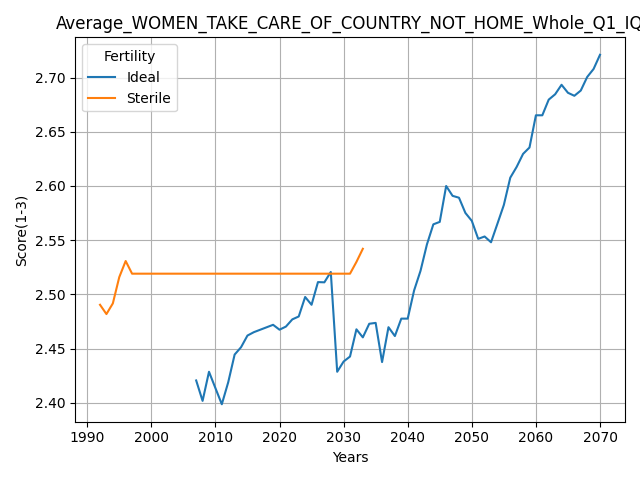 Average_WOMEN_TAKE_CARE_OF_COUNTRY_NOT_HOME_Whole_Q1_IQ
Fertility
Ideal
Sterile
Score(1-3)
2.70
2.65
2.60
2.55
2.50
2.45
2.40
1990 2000 2010 2020 2030 2040 2050 2060 2070
Years